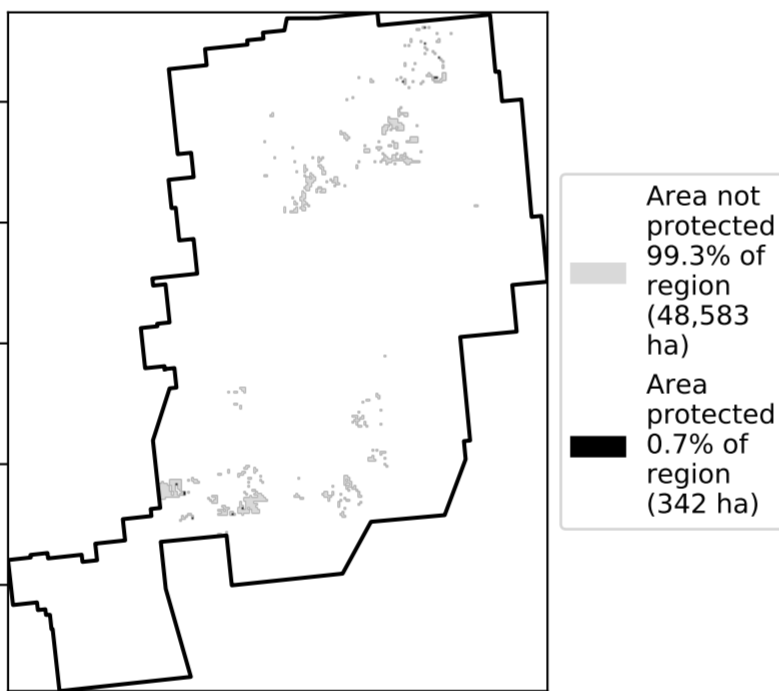 Area not
protected
99.3% of
region
(48,583
ha)
Area
protected
0.7% of
region
(342 ha)